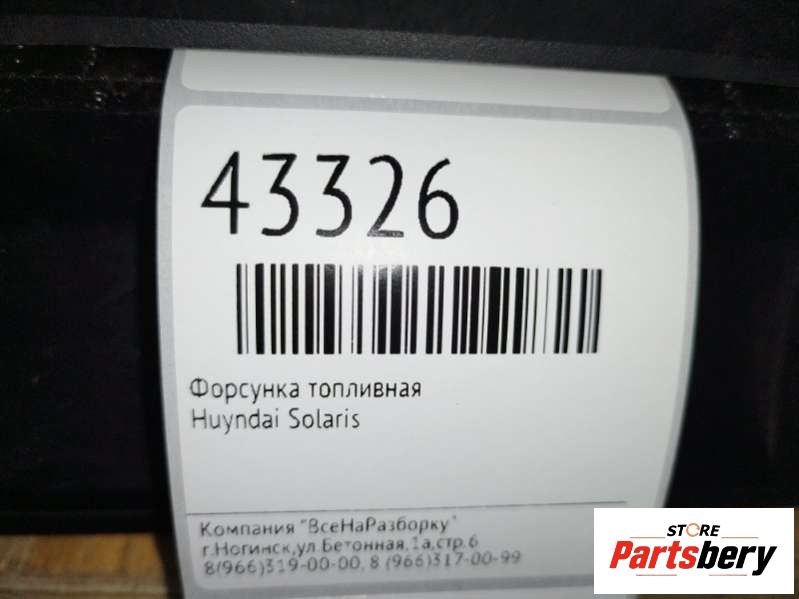 43326
Форсунка топливная
Huyndai Solaris
Компания "ВсеНаРазборку"
г.Ногинск,ул.Бетонная,1а,стр.6
8(966)319-00-00, 8 (966)317-00-99
STORE
Partsbery